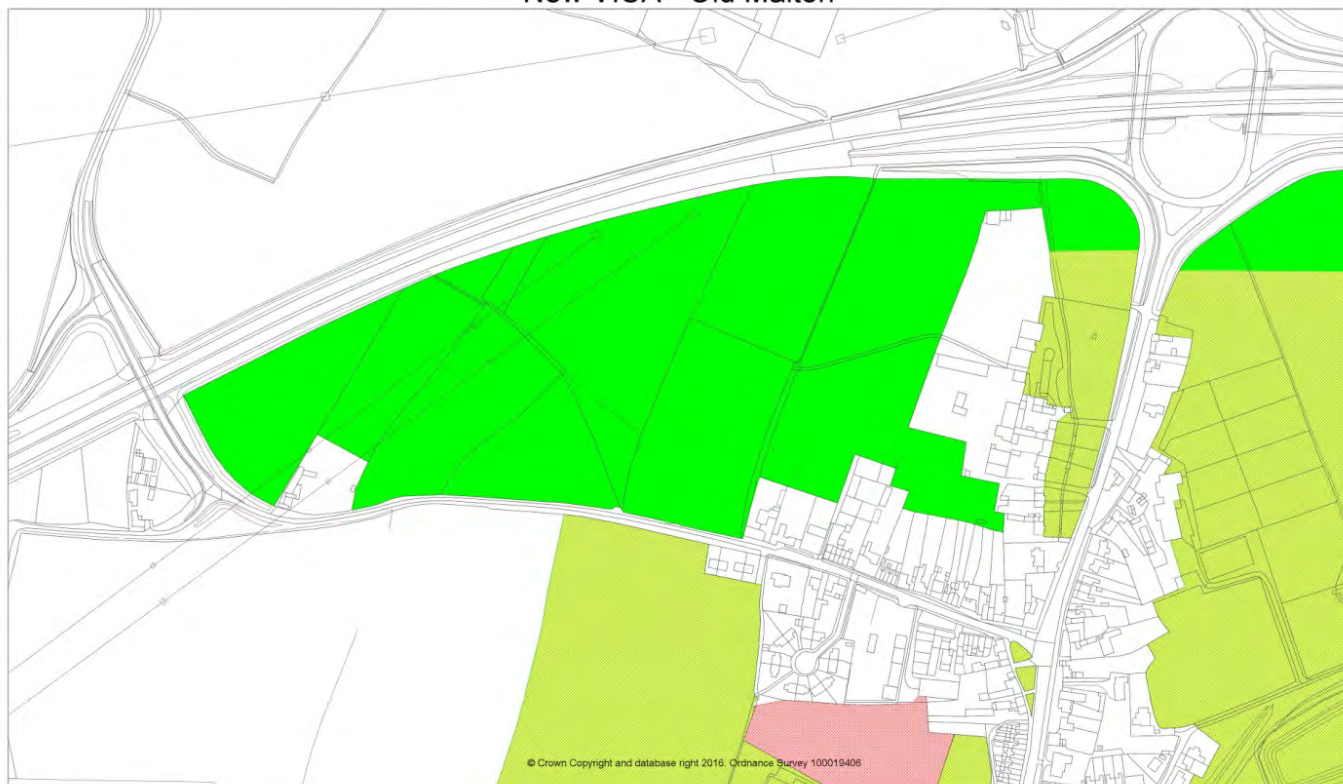 New VIUA - Old Malton
© Crown Copyright and database right 2016. Ordnance Survey 100019406